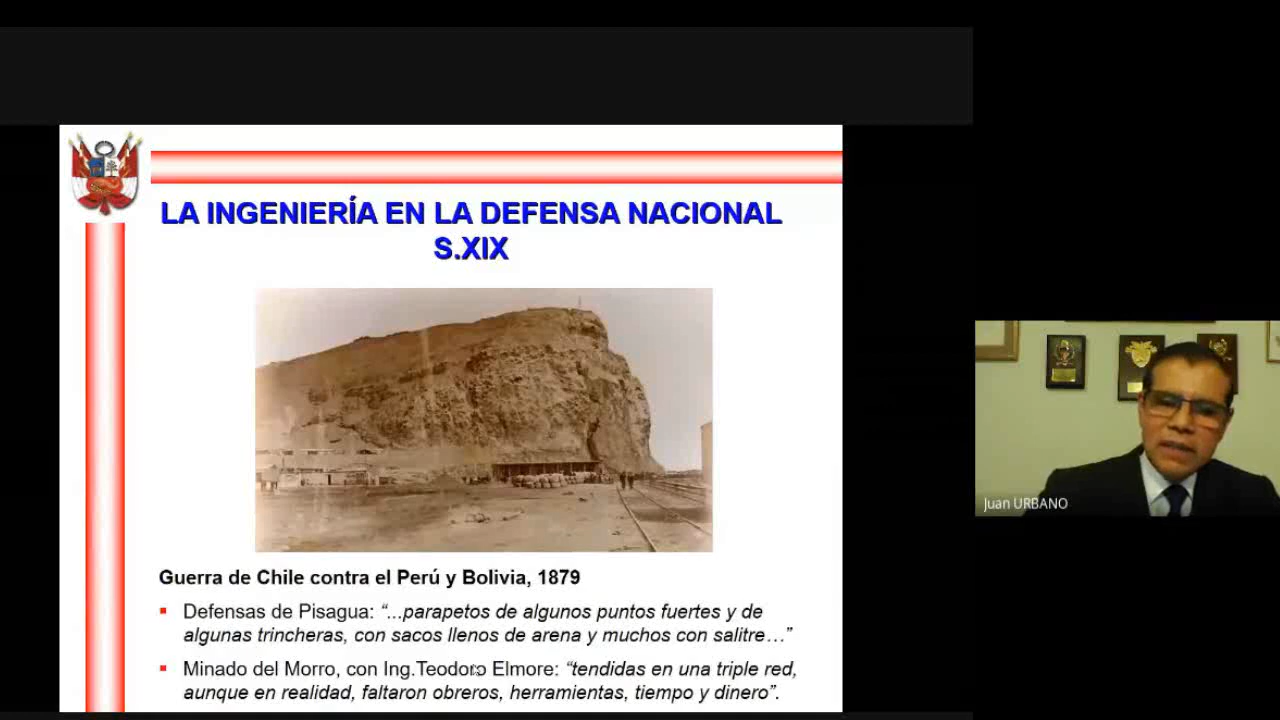 LA INGENIERÍA EN LA DEFENSA NACIONAL
S.XIX
Guerra de Chile contra el Perú y Bolivia, 1879
Defensas de Pisagua: “...parapetos de algunos puntos fuertes y de
algunas trincheras, con sacos llenos de arena y muchos con salitre…”
Minado del Morro, con Ing.Teodoro Elmore: “tendidas en una triple red,
aunque en realidad, faltaron obreros, herramientas, tiempo y dinero”.
Juan URBANO